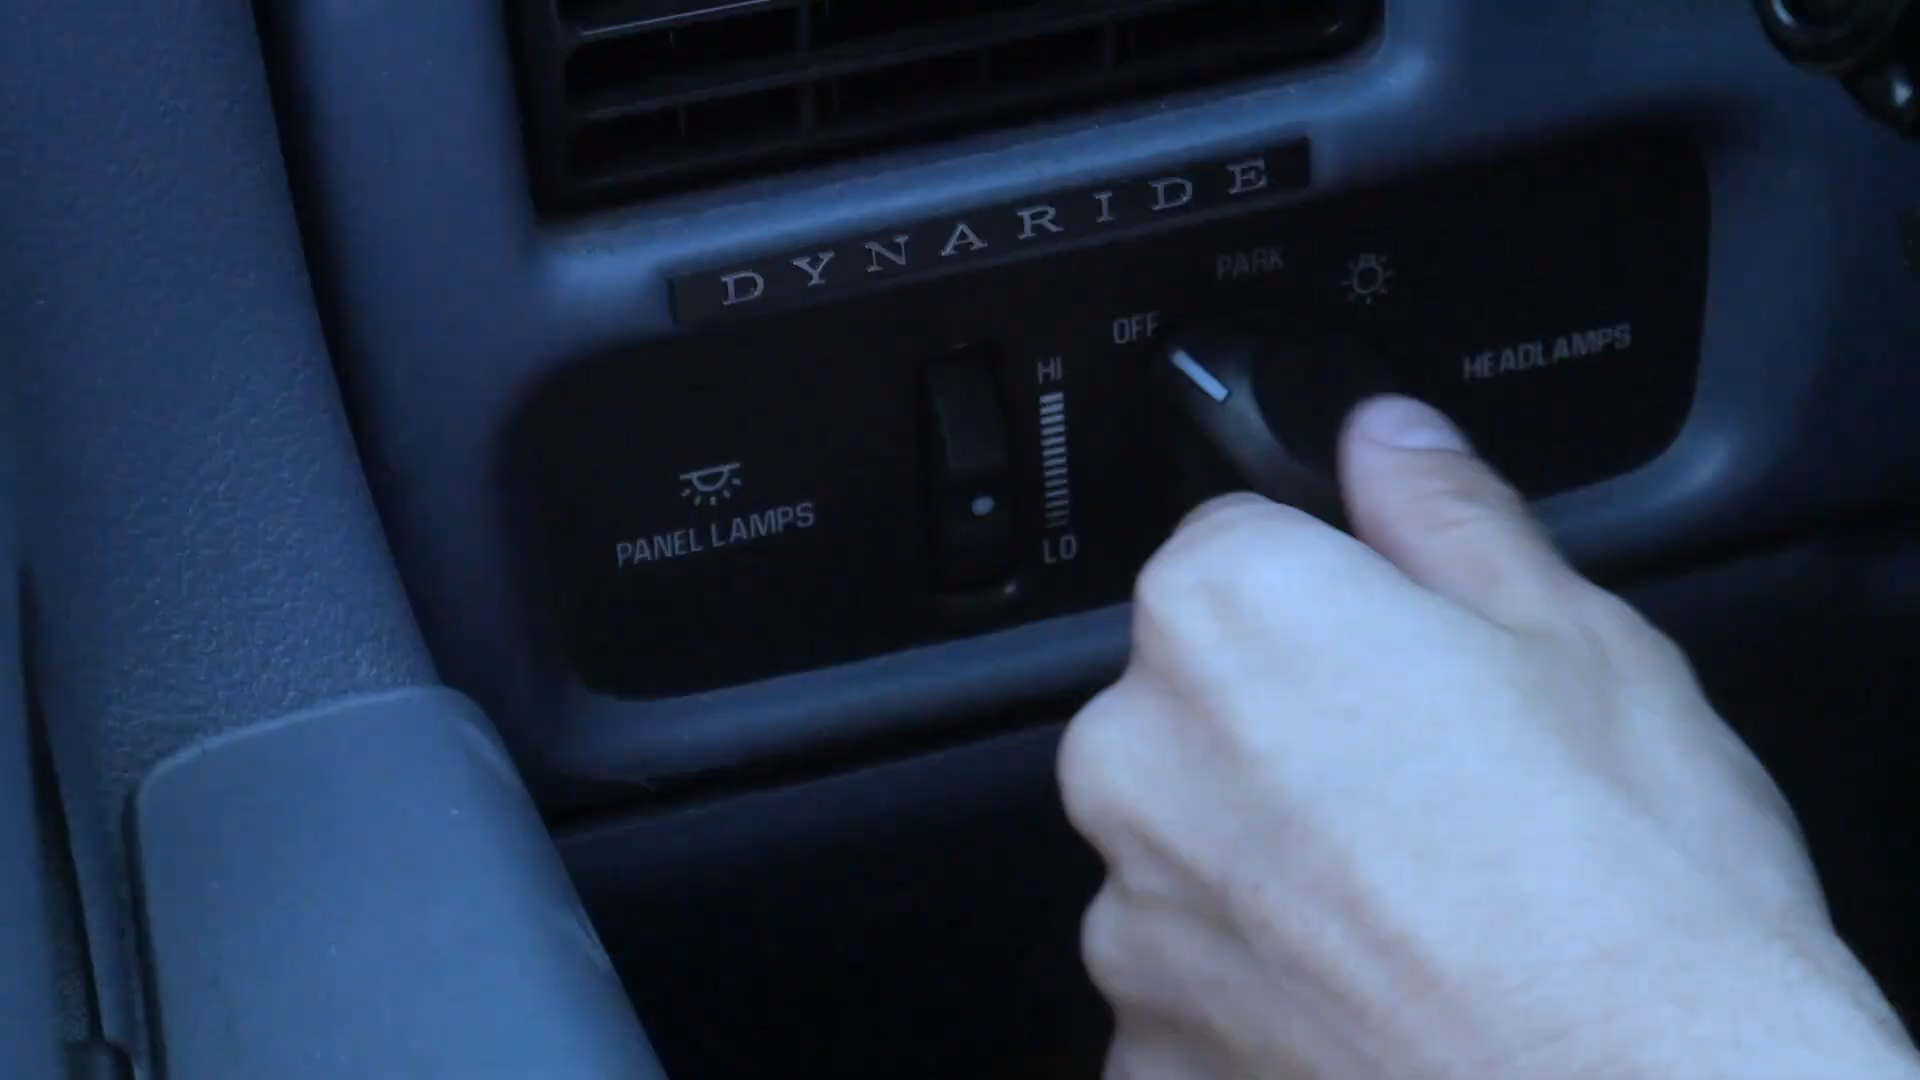 DYNARIDE
PARK
OFF
HEADLAMPS
HI
PANEL LAMPS
LO